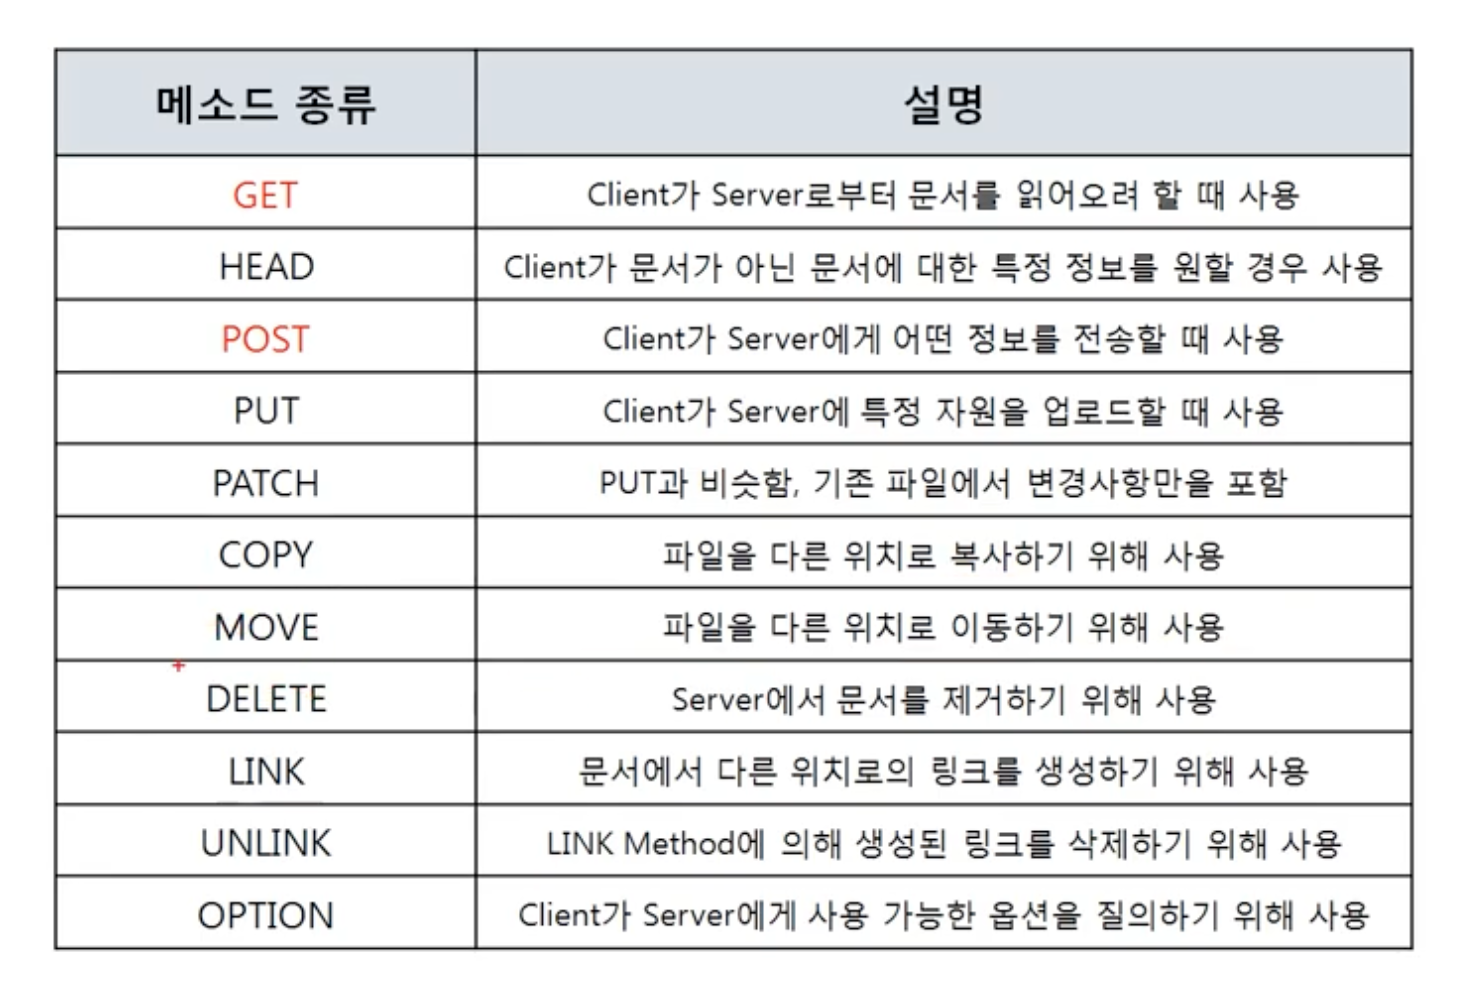 메소드 종류 설명
GET Client가 Server로부터 문서를 읽어오려 할 때 사용
HEAD Client가 문서가 아닌 문서에 대한 특정 정보를 원할 경우 사용
POST Client가 Server에게 어떤 정보를 전송할 때 사용
PUT Client가 Server에 특정 자원을 업로드할 때 사용
PATCH PUT과 비슷함, 기존 파일에서 변경사항만을 포함
COPY 파일을 다른 위치로 복사하기 위해 사용
MOVE 파일을 다른 위치로 이동하기 위해 사용
DELETE Server에서 문서를 제거하기 위해 사용
LINK 문서에서 다른 위치로의 링크를 생성하기 위해 사용
UNLINK LINK Method에 의해 생성된 링크를 삭제하기 위해 사용
OPTION Client가 Server에게 사용 가능한 옵션을 질의하기 위해 사용